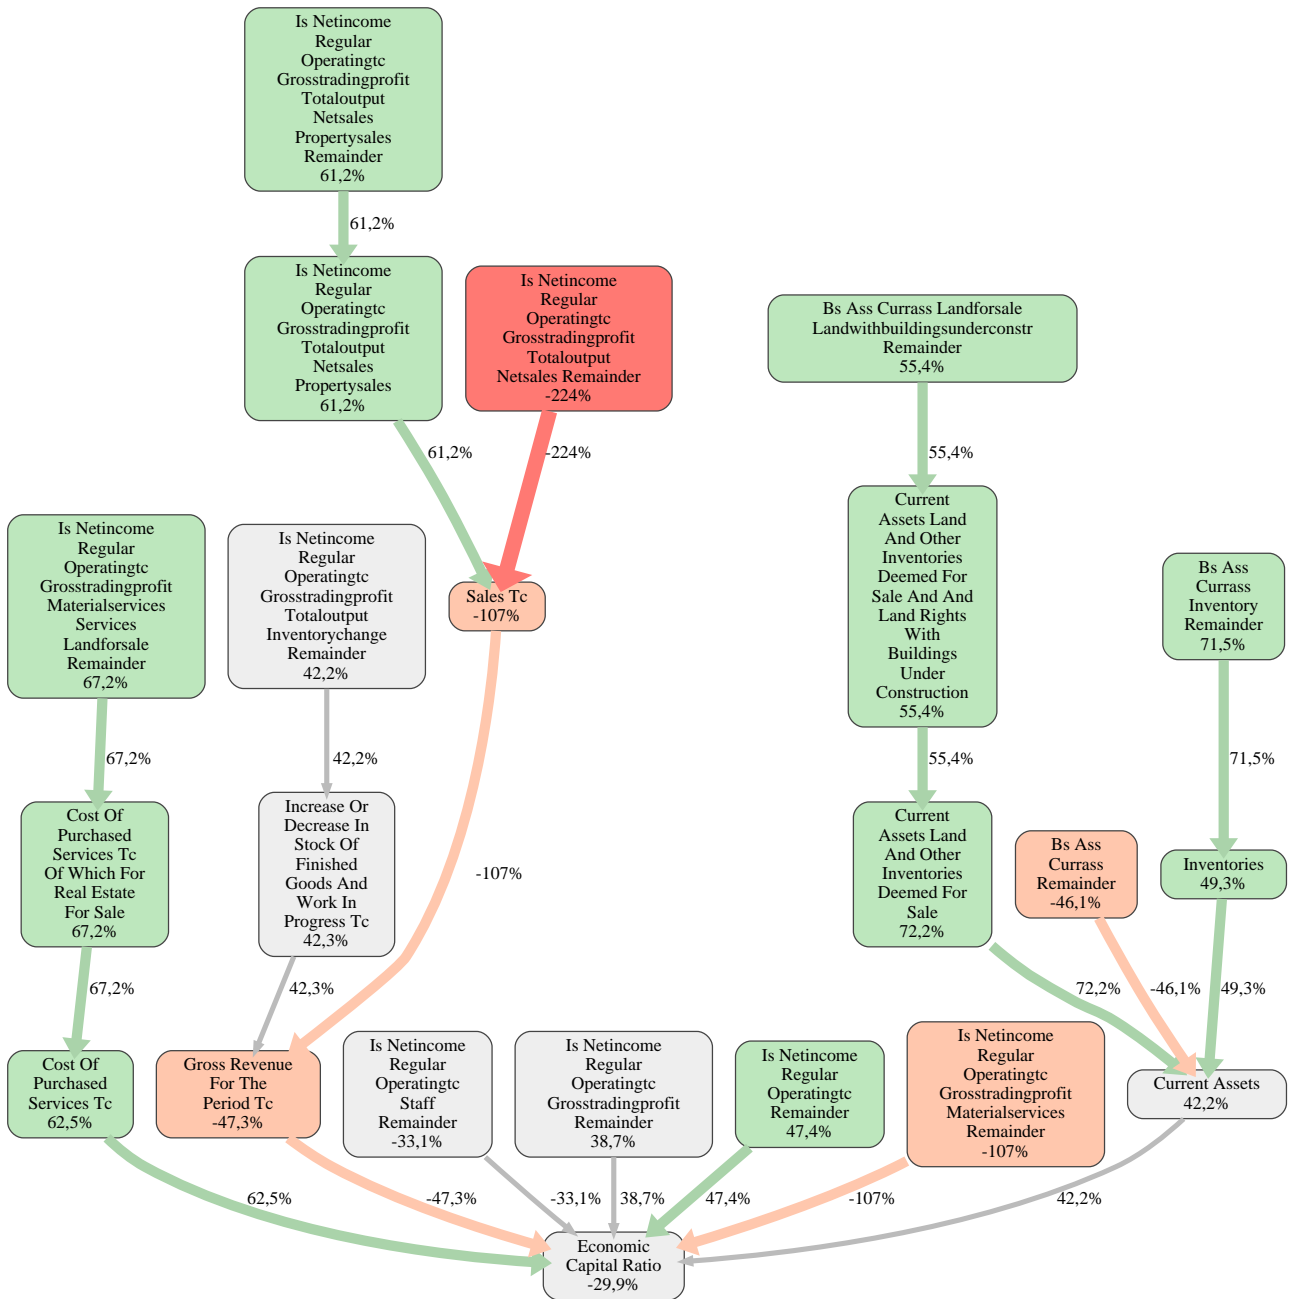 Is Netincome
Regular
Operatingtc
Grosstradingprofit
Totaloutput
Netsales
Propertysales
Remainder
61,2%
61,2%
Is Netincome
Regular
Operatingtc
Grosstradingprofit
Totaloutput
Netsales
Propertysales
61,2%
Is Netincome
Regular
Operatingtc
Grosstradingprofit
Totaloutput
Netsales Remainder
-224%
Bs Ass Currass Landforsale
Landwithbuildingsunderconstr
Remainder
55,4%
61,2%
-224%
55,4%
Is Netincome
Regular
Operatingtc
Grosstradingprofit
Materialservices
Services
Landforsale
Remainder
67,2%
Is Netincome
Regular
Operatingtc
Grosstradingprofit
Totaloutput
Inventorychange
Remainder
42,2%
Sales Tc
-107%
Current
Assets Land
And Other
Inventories
Deemed For
Sale And And
Land Rights
With
Buildings
Under
Construction
55,4%
Bs Ass
Currass
Inventory
Remainder
71,5%
67,2%
42,2%
55,4%
71,5%
Cost Of
Purchased
Services Tc
Of Which For
Real Estate
For Sale
67,2%
Increase Or
Decrease In
Stock Of
Finished
Goods And
Work In
Progress Tc
42,3%
-107%
Current
Assets Land
And Other
Inventories
Deemed For
Sale
72,2%
Bs Ass
Currass
Remainder
-46,1%
Inventories
49,3%
67,2%
42,3%
72,2%
-46,1%
49,3%
Cost Of
Purchased
Services Tc
62,5%
Gross Revenue
For The
Period Tc
-47,3%
Is Netincome
Regular
Operatingtc
Staff
Remainder
-33,1%
Is Netincome
Regular
Operatingtc
Grosstradingprofit
Remainder
38,7%
Is Netincome
Regular
Operatingtc
Remainder
47,4%
Is Netincome
Regular
Operatingtc
Grosstradingprofit
Materialservices
Remainder
-107%
Current Assets
42,2%
62,5%
-47,3%
-33,1%
38,7%
47,4%
-107%
42,2%
Economic
Capital Ratio
-29,9%